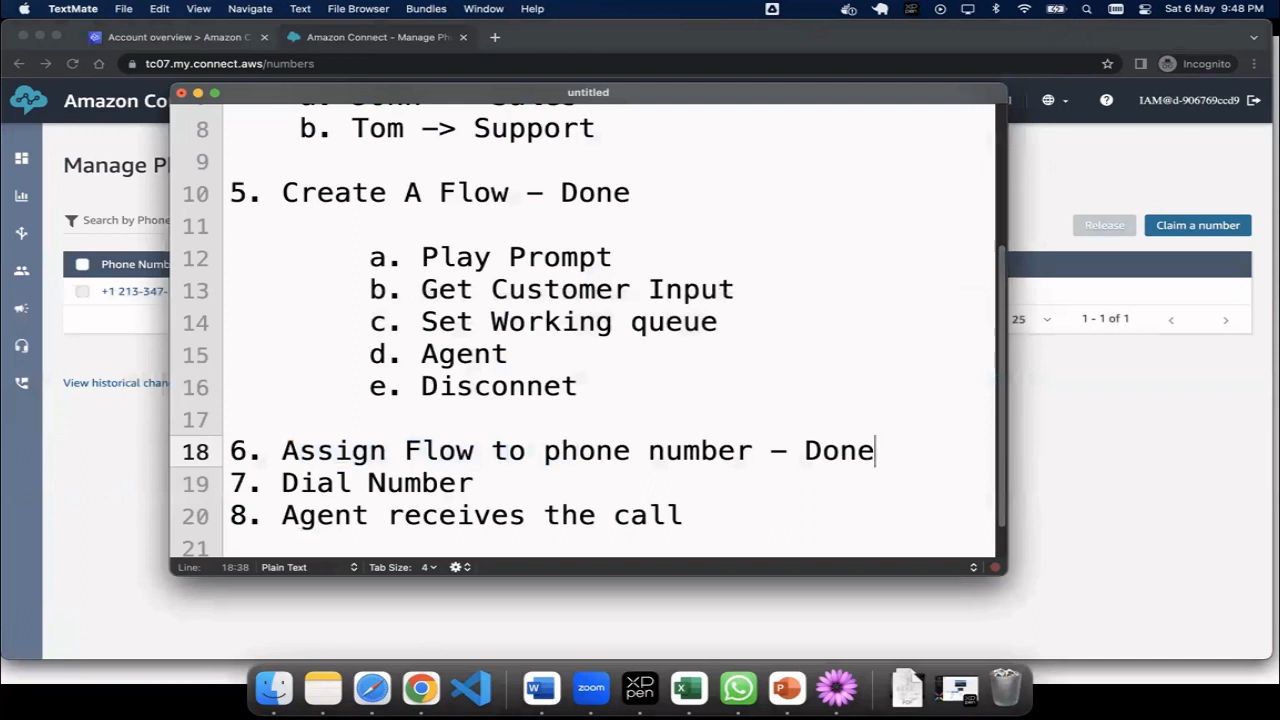 TextMate File Edit View Navigate Text File Browser Bundles Window Help Sat 6 May 9:48 PM
Account overview > Amazon C Amazon Connect - Manage Ph
tc07.my.connect.aws/numbers Incognito
untitled
Amazon Co IAM@d-906769ccd9
8 b. Tom -> Support
Manage Ph
9
10 5. Create A Flow - Done
Search by Phone
11
Release Claim a number
12 a. Play Prompt
Phone Numb
13 b. Get Customer Input
+1 213-347-
14 c. Set Working queue
25 1 - 1 of 1
15 d. Agent
16 e. Disconnet
View historical chan
17
18 6. Assign Flow to phone number - Done
19 7. Dial Number
20 8. Agent receives the call
21
Line: 18:38 Plain Text Tab Size: 4
W zoom XP pen X P